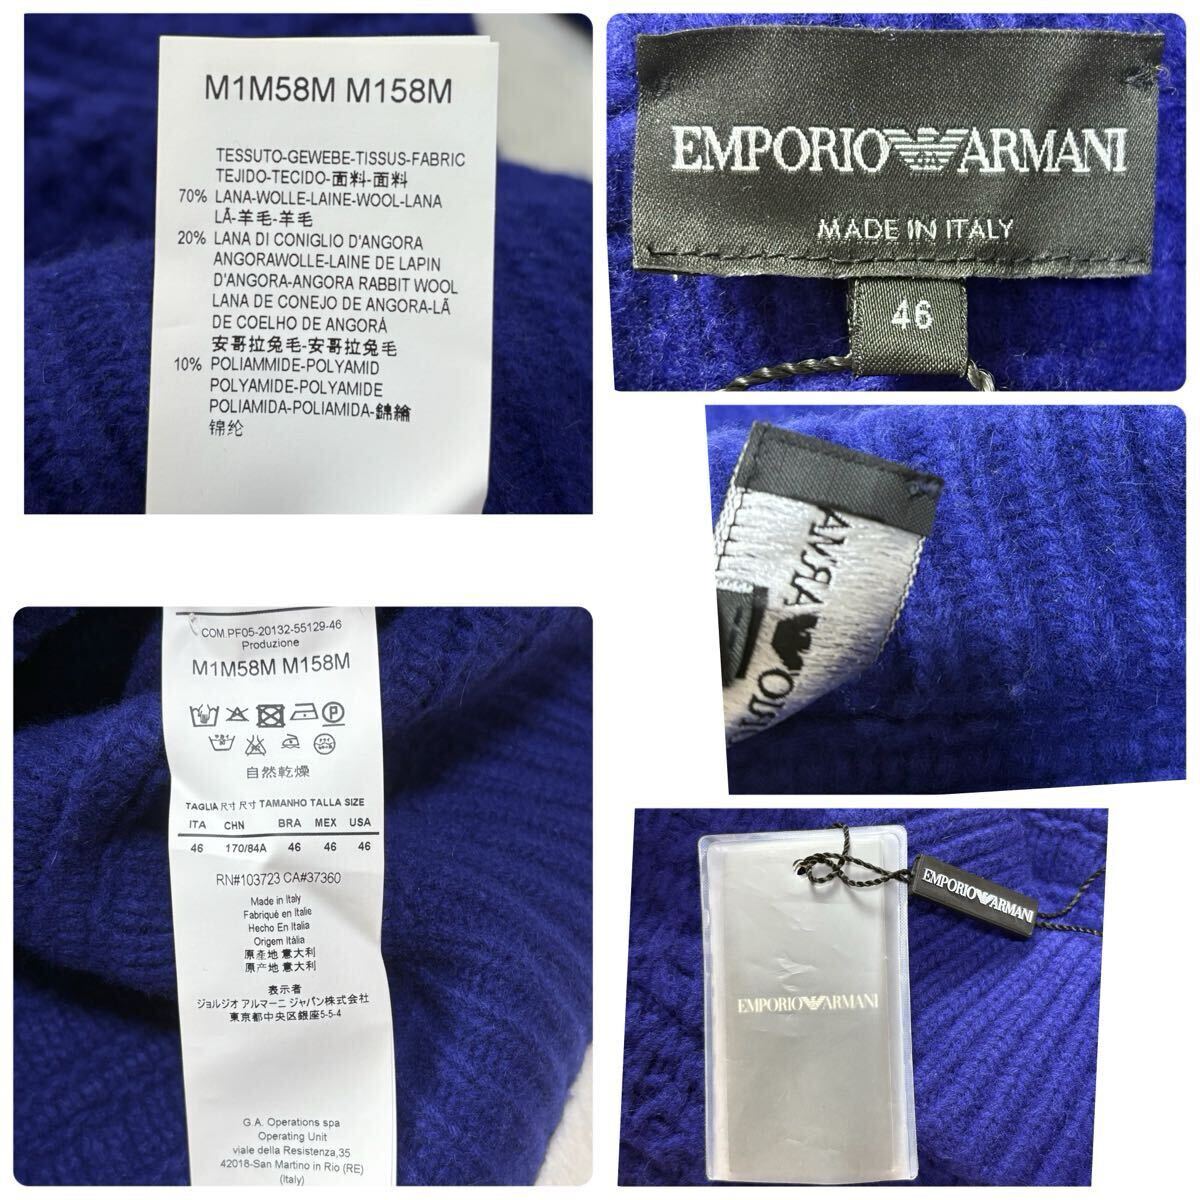 M1M58M M158M
TESSUTO-GEWEBE-TISSUS-FABRIC
TEJIDO-TECIDO-面料-面料
70% LANA-WOLLE-LAINE-WOOL-LANA
LÃ-羊毛-羊毛
20% LANA DI CONIGLIO D'ANGORA
ANGORAWOLLE-LAINE DE LAPIN
D'ANGORA-ANGORA RABBIT WOOL
LANA DE CONEJO DE ANGORA-LÃ
DE COELHO DE ANGORÁ
安哥拉兔毛-安哥拉兔毛
10% POLIAMMIDE-POLYAMID
POLYAMIDE-POLYAMIDE
POLIAMIDA-POLIAMIDA-錦綸
锦纶
EMPORIO ARMANI
MADE IN ITALY
46
COM.PF05-20132-55129-46
Produzione
M1M58M M158M
自然乾燥
TAGLIA 尺寸 尺寸 TAMANHO TALLA SIZE
ITA CHN BRA MEX USA
46 170/84A 46 46 46
RN#103723 CA#37360
Made in Italy
Fabriqué en Italie
Hecho En Italia
Origem Itália
原產地 意大利
原产地 意大利
表示者
ジョルジオ アルマーニ ジャパン株式会社
東京都中央区銀座5-5-4
G.A. Operations spa
Operating Unit
viale della Resistenza,35
42018-San Martino in Rio (RE)
(Italy)
EMPORIO ARMANI
EMPORIO ARMANI